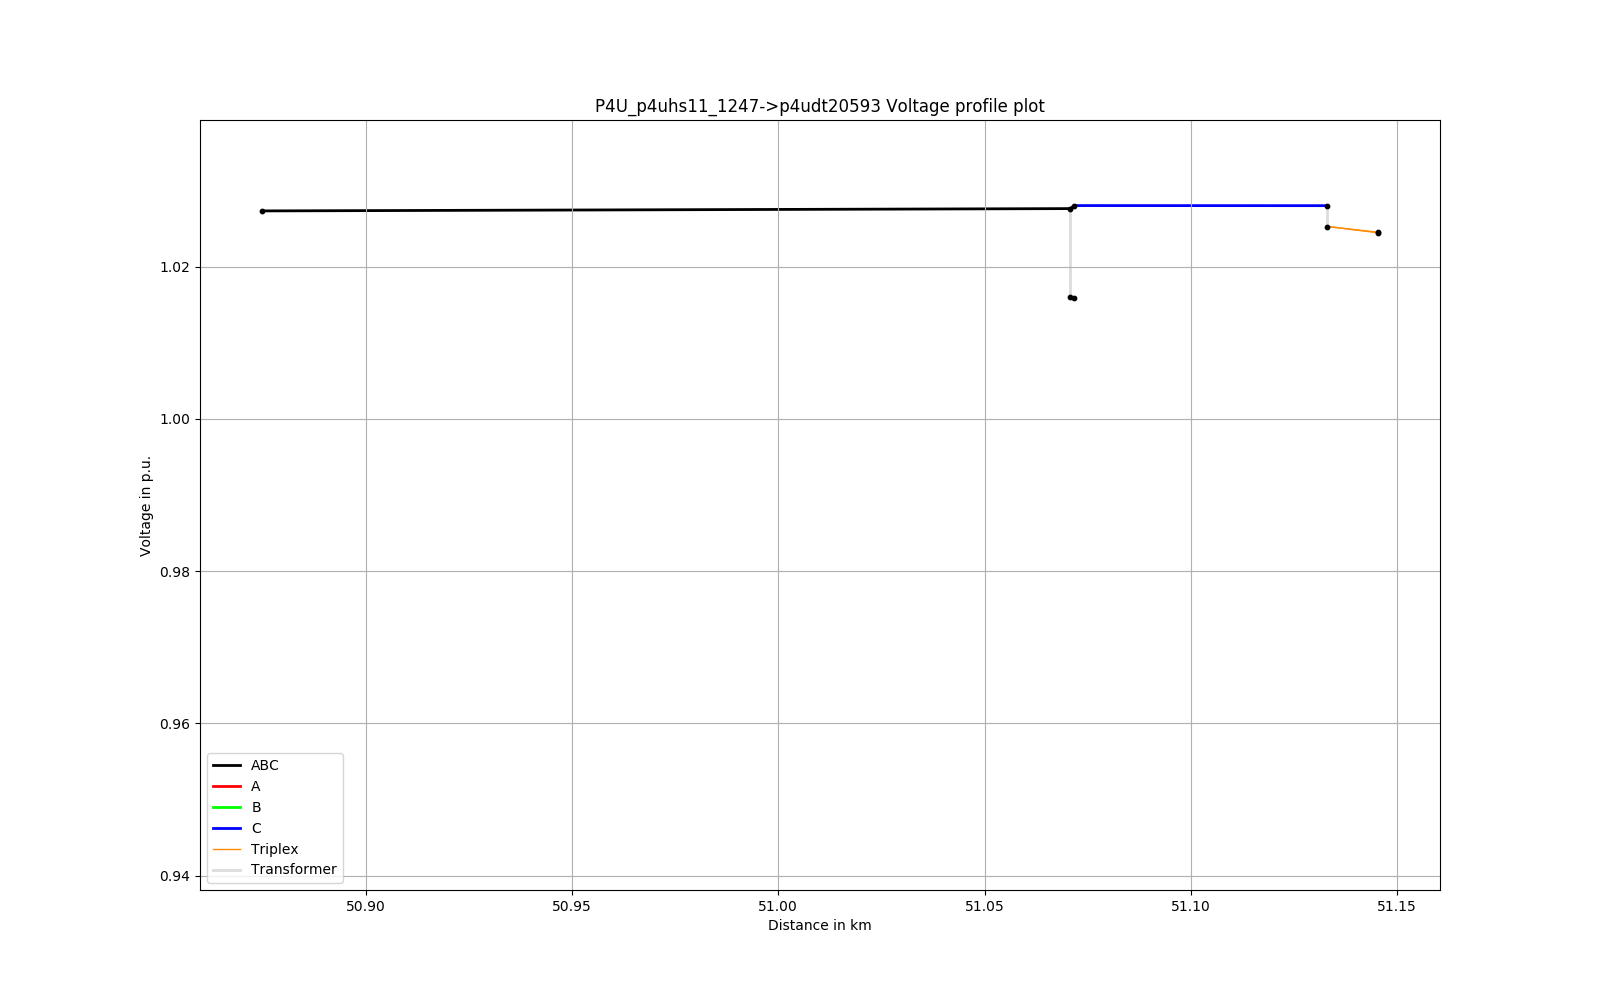 P4U_p4uhs11_1247->p4udt20593 Voltage profile plot
Voltage in p.u.
1.02
1.00
0.98
0.96
0.94
ABC
A
B
C
Triplex
Transformer
50.90 50.95 51.00 51.05 51.10 51.15
Distance in km